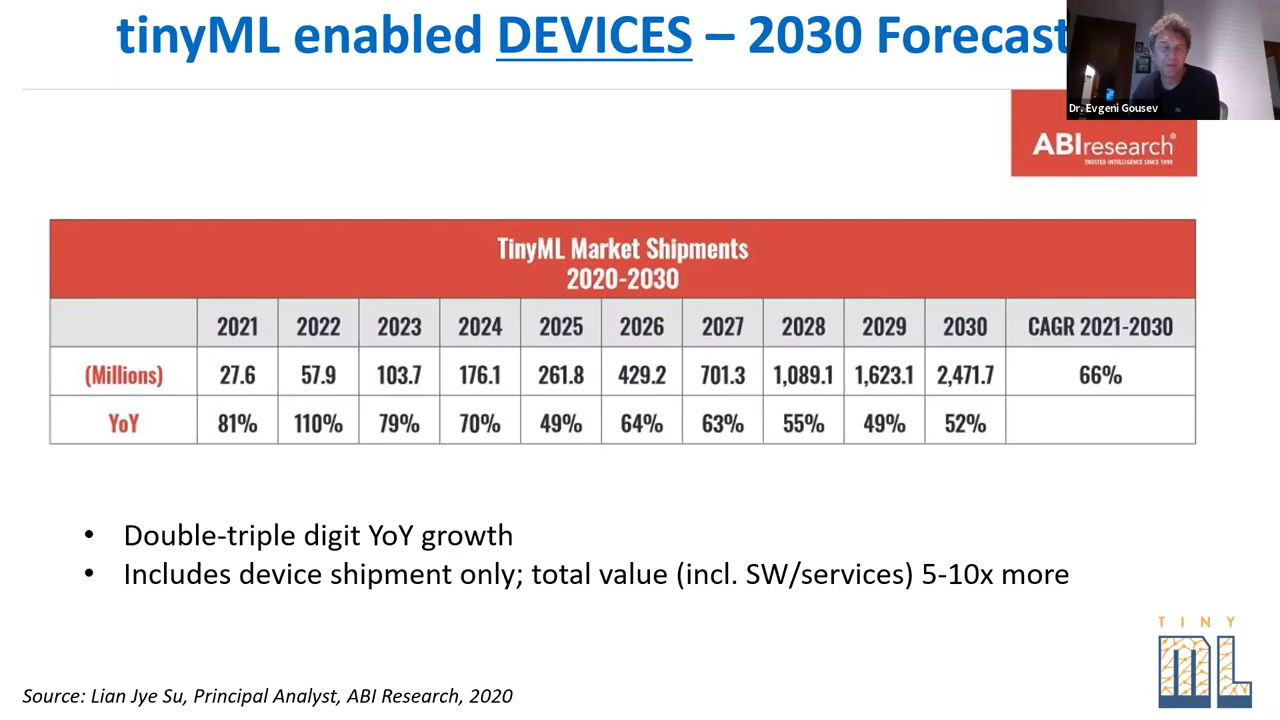 tinyML enabled DEVICES – 2030 Forecast
Dr. Evgeni Gousev
ABIresearch®
TRUSTED INTELLIGENCE SINCE 1990
TinyML Market Shipments
2020-2030
2021 2022 2023 2024 2025 2026 2027 2028 2029 2030 CAGR 2021-2030
(Millions) 27.6 57.9 103.7 176.1 261.8 429.2 701.3 1,089.1 1,623.1 2,471.7 66%
YoY 81% 110% 79% 70% 49% 64% 63% 55% 49% 52%
• Double-triple digit YoY growth
• Includes device shipment only; total value (incl. SW/services) 5-10x more
TINY
ML
Source: Lian Jye Su, Principal Analyst, ABI Research, 2020